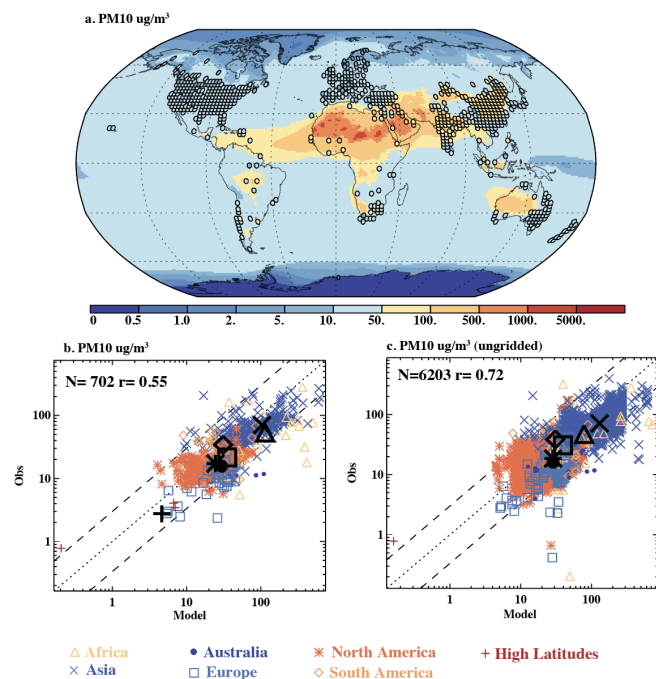 a. PM10 ug/m³
0 0.5 1.0 2. 5. 10. 50. 100. 500. 1000. 5000.
b. PM10 ug/m³
c. PM10 ug/m³ (ungridded)
N= 702 r= 0.55
N=6203 r= 0.72
100
10
1
Obs
1 10 100
Model
100
10
1
Obs
1 10 100
Model
Africa Australia North America High Latitudes
Asia Europe South America